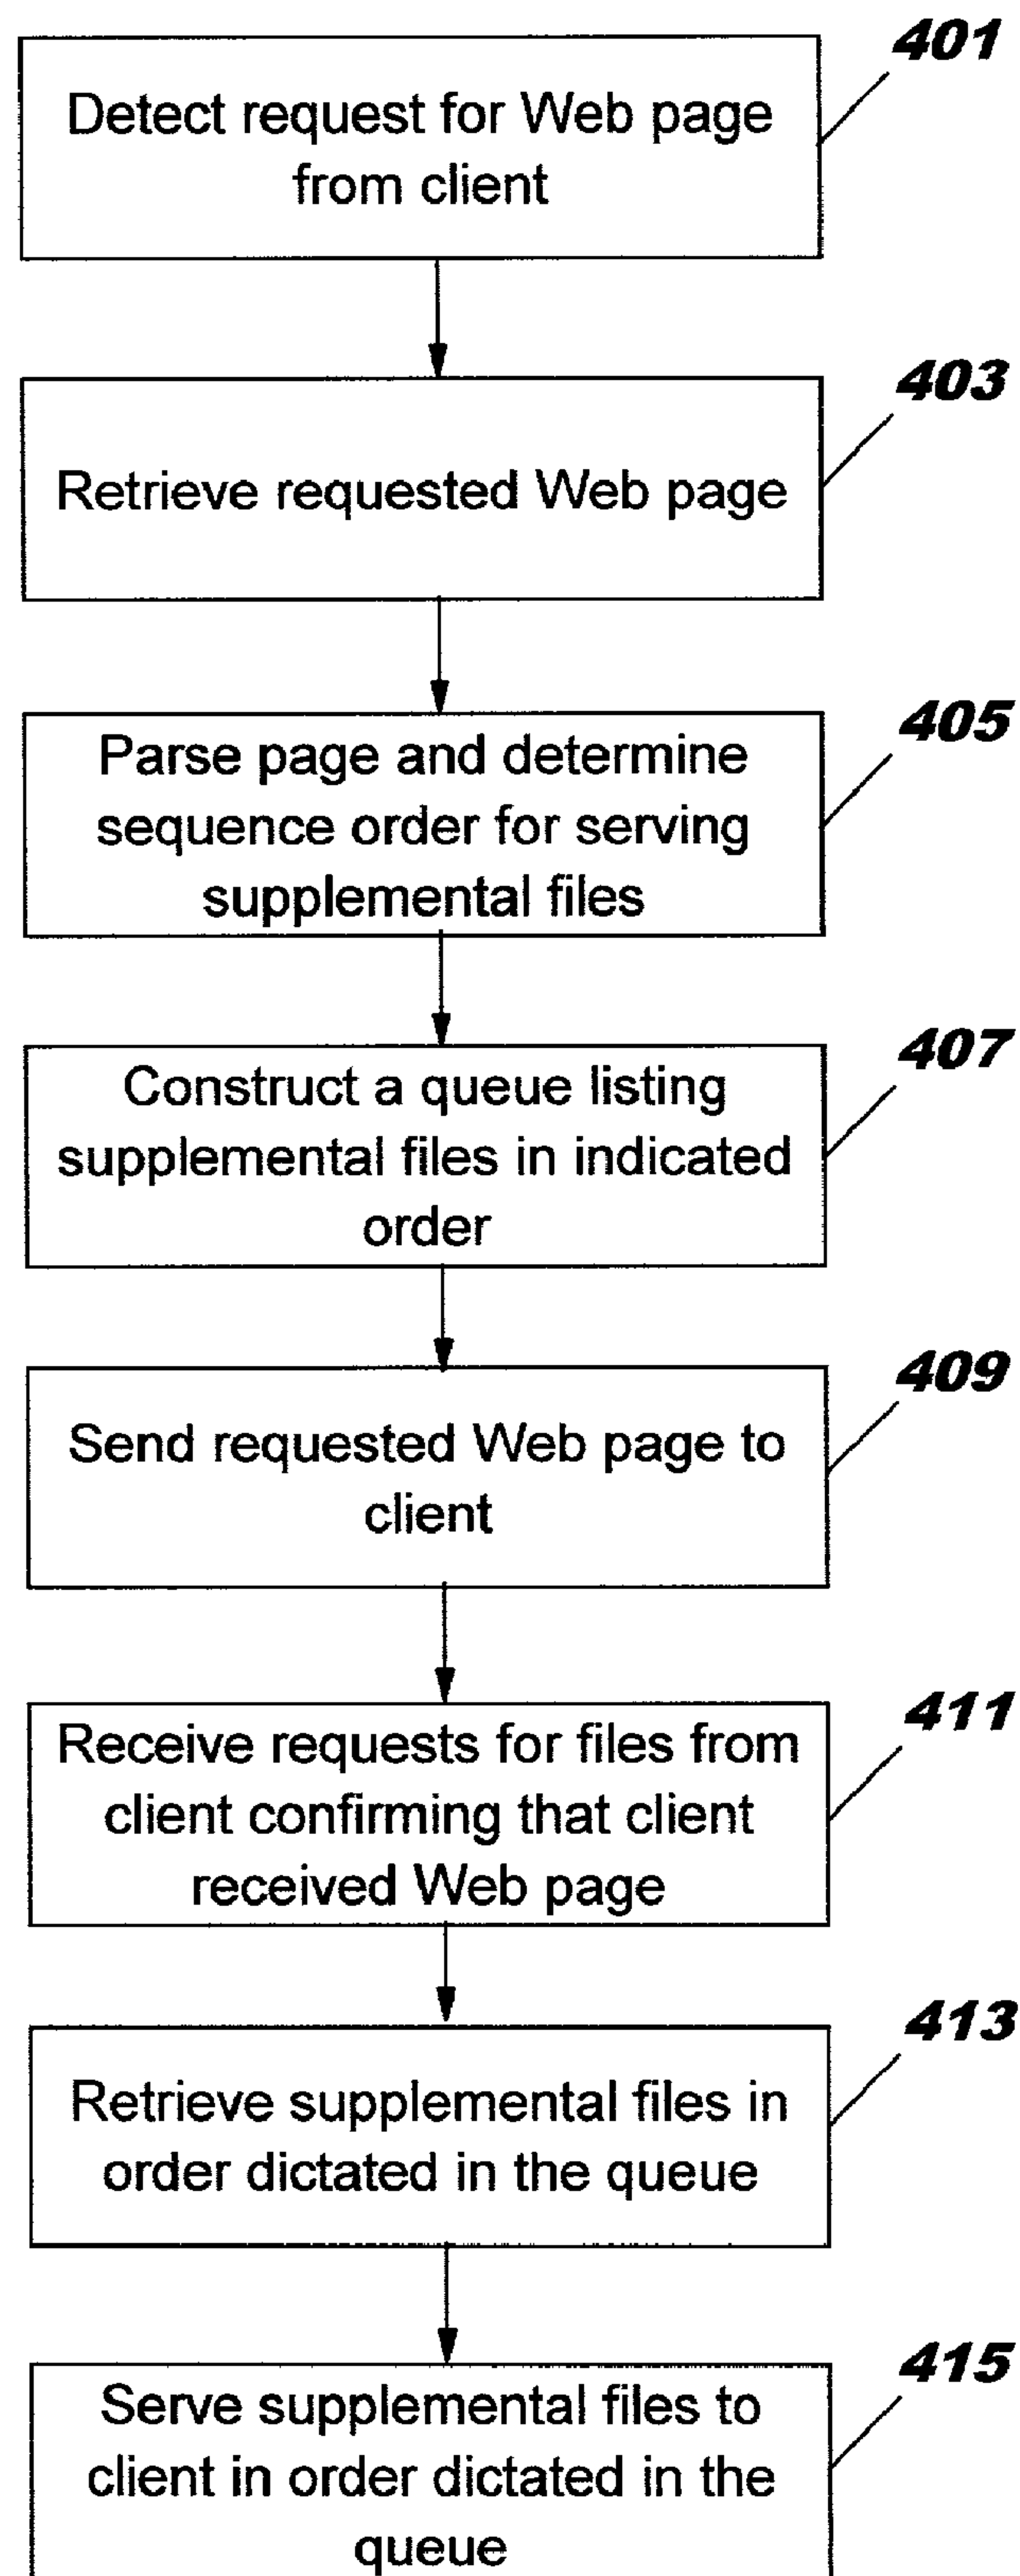 401
Detect request for Web page
from client
403
Retrieve requested Web page
405
Parse page and determine
sequence order for serving
supplemental files
407
Construct a queue listing
supplemental files in indicated
order
409
Send requested Web page to
client
411
Receive requests for files from
client confirming that client
received Web page
413
Retrieve supplemental files in
order dictated in the queue
415
Serve supplemental files to
client in order dictated in the
queue